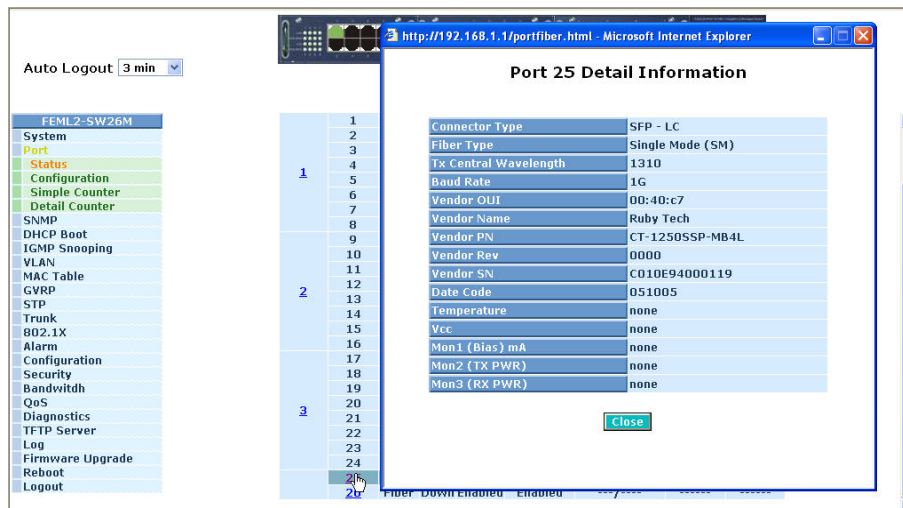 http://192.168.1.1/portfiber.html - Microsoft Internet Explorer
Auto Logout 3 min
Port 25 Detail Information
FEML2-SW26M
System
Port
Status
Configuration
Simple Counter
Detail Counter
SNMP
DHCP Boot
IGMP Snooping
VLAN
MAC Table
GVRP
STP
Trunk
802.1X
Alarm
Configuration
Security
Bandwitdh
QoS
Diagnostics
TFTP Server
Log
Firmware Upgrade
Reboot
Logout
1
1
2
3
4
5
6
7
8
2
9
10
11
12
13
14
15
16
3
17
18
19
20
21
22
23
24
26 Fiber Down Enabled Enabled ---/---- ------ ------
Connector Type SFP - LC
Fiber Type Single Mode (SM)
Tx Central Wavelength 1310
Baud Rate 1G
Vendor OUI 00:40:c7
Vendor Name Ruby Tech
Vendor PN CT-1250SSP-MB4L
Vendor Rev 0000
Vendor SN C010E94000119
Date Code 051005
Temperature none
Vcc none
Mon1 (Bias) mA none
Mon2 (TX PWR) none
Mon3 (RX PWR) none
Close